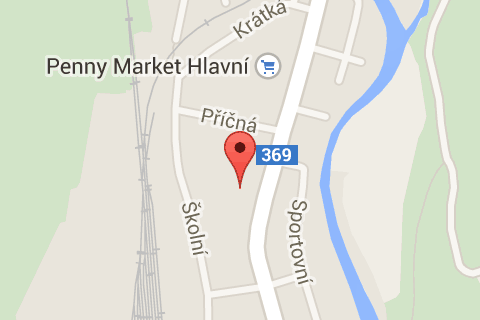 Krátká
Penny Market Hlavní
Příčná
369
Školní
Sportovní